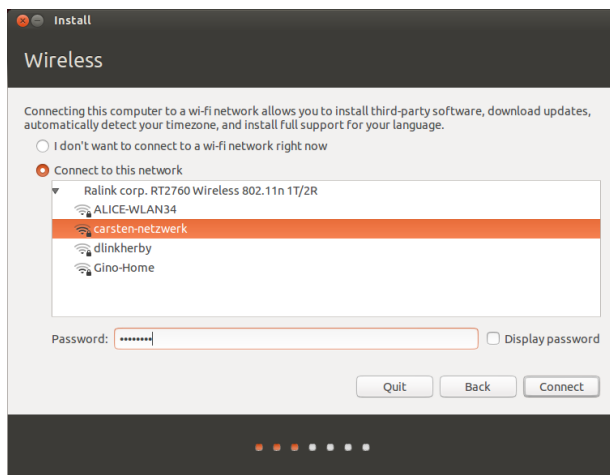 Install
Wireless
Connecting this computer to a wi-fi network allows you to install third-party software, download updates,
automatically detect your timezone, and install full support for your language.
I don't want to connect to a wi-fi network right now
Connect to this network
Ralink corp. RT2760 Wireless 802.11n 1T/2R
ALICE-WLAN34
carsten-netzwerk
dlinkherby
Gino-Home
Password: ••••••••
Display password
Quit
Back
Connect